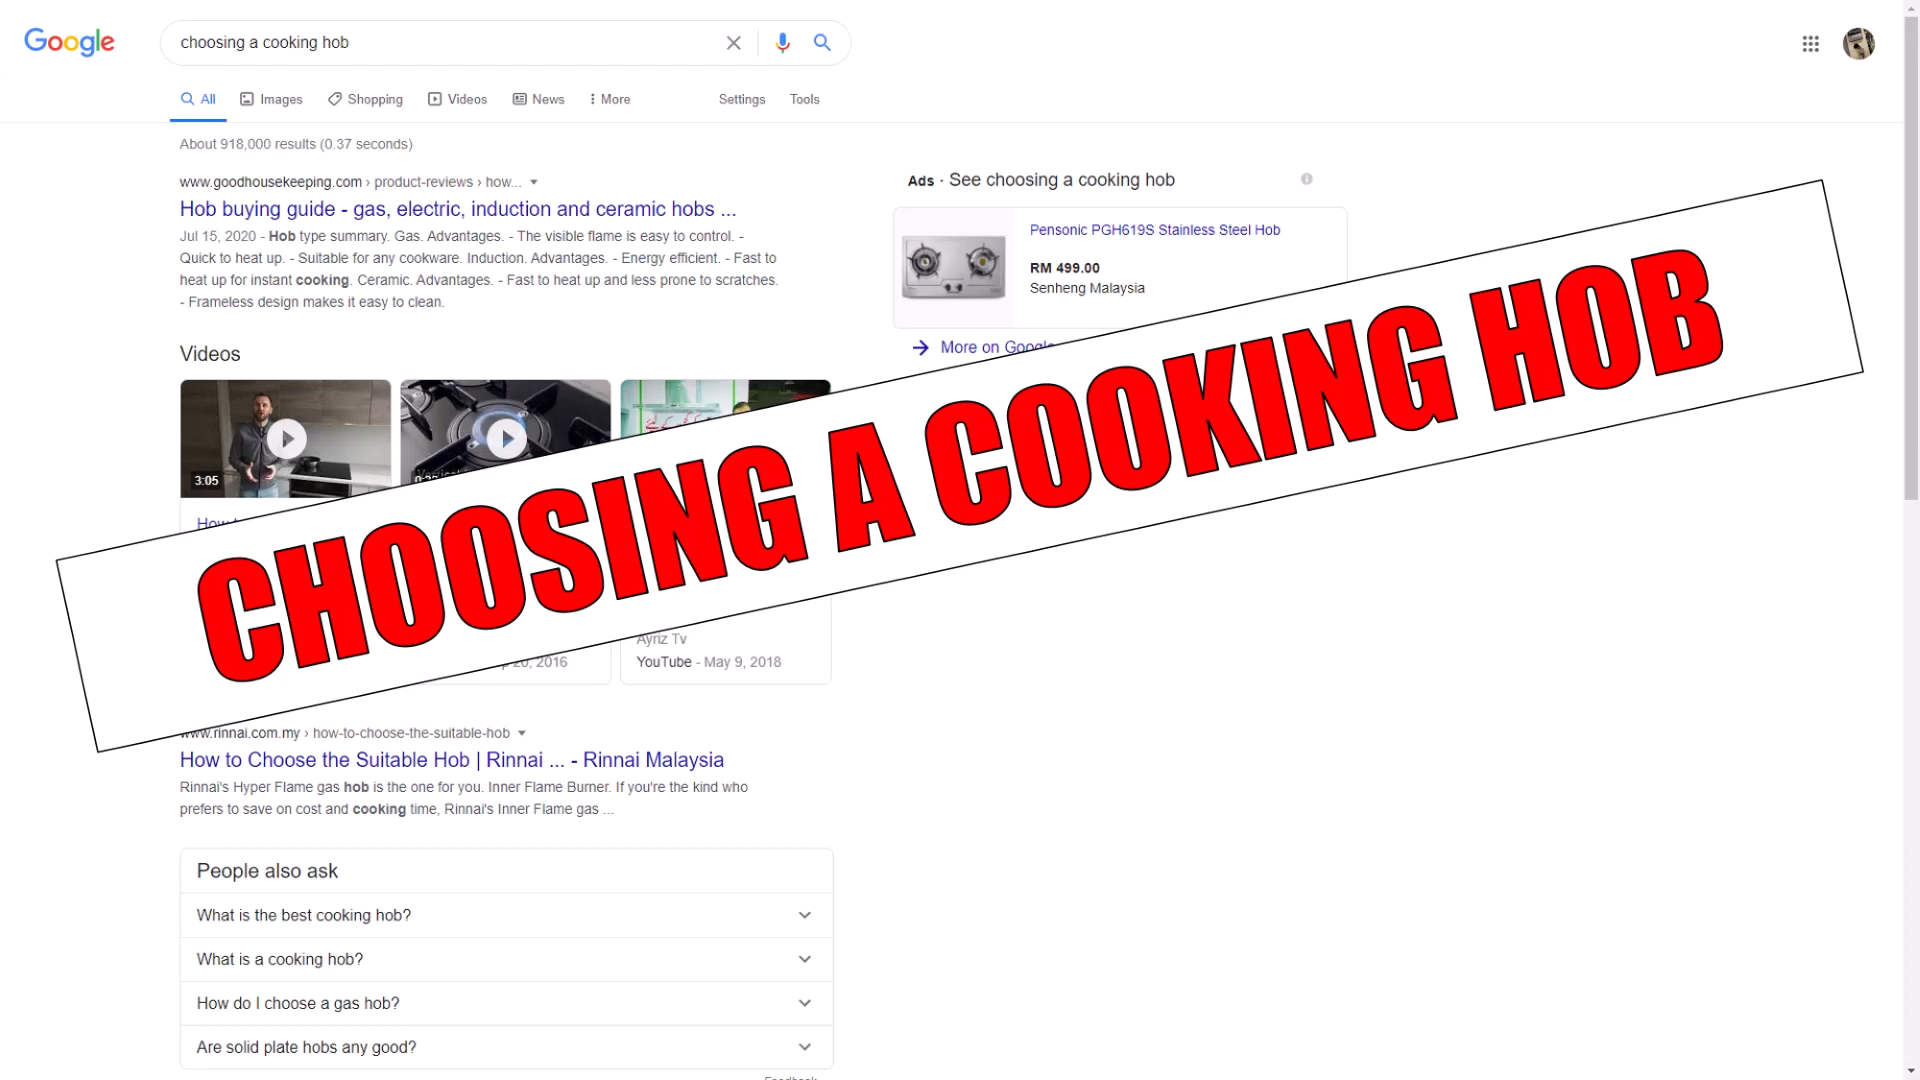 Google
choosing a cooking hob
All Images Shopping Videos News More Settings Tools
About 918,000 results (0.37 seconds)
www.goodhousekeeping.com › product-reviews › how...
Hob buying guide - gas, electric, induction and ceramic hobs ...
Jul 15, 2020 - Hob type summary. Gas. Advantages. - The visible flame is easy to control. -
Quick to heat up. - Suitable for any cookware. Induction. Advantages. - Energy efficient. - Fast to
heat up for instant cooking. Ceramic. Advantages. - Fast to heat up and less prone to scratches.
- Frameless design makes it easy to clean.
Ads · See choosing a cooking hob
Pensonic PGH619S Stainless Steel Hob
RM 499.00
Senheng Malaysia
More on Google
Videos
3:05
CHOOSING A COOKING HOB
Ayriz Tv
20, 2016
YouTube - May 9, 2018
www.rinnai.com.my › how-to-choose-the-suitable-hob
How to Choose the Suitable Hob | Rinnai ... - Rinnai Malaysia
Rinnai's Hyper Flame gas hob is the one for you. Inner Flame Burner. If you're the kind who
prefers to save on cost and cooking time, Rinnai's Inner Flame gas ...
People also ask
What is the best cooking hob?
What is a cooking hob?
How do I choose a gas hob?
Are solid plate hobs any good?
Feedback